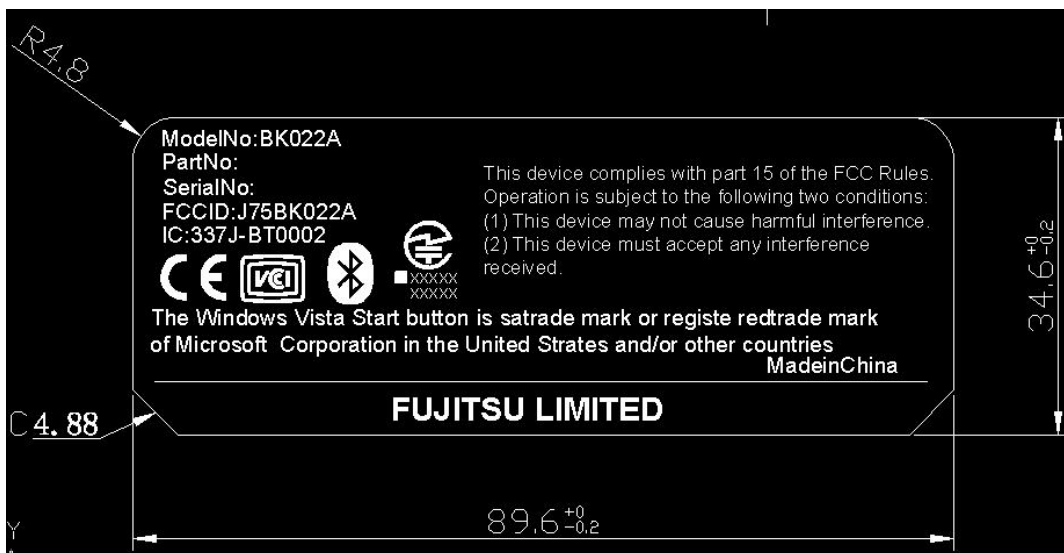 R4.8
ModelNo:BK022A
PartNo:
SerialNo:
FCCID:J75BK022A
IC:337J-BT0002
CE VCI
XXXXX
XXXXX
This device complies with part 15 of the FCC Rules.
Operation is subject to the following two conditions:
(1) This device may not cause harmful interference.
(2) This device must accept any interference
received.
The Windows Vista Start button is satrade mark or registe redtrade mark
of Microsoft Corporation in the United Strates and/or other countries
MadeinChina
FUJITSU LIMITED
34.6 +0 -0.2
C 4.88
89.6 +0 -0.2
Y